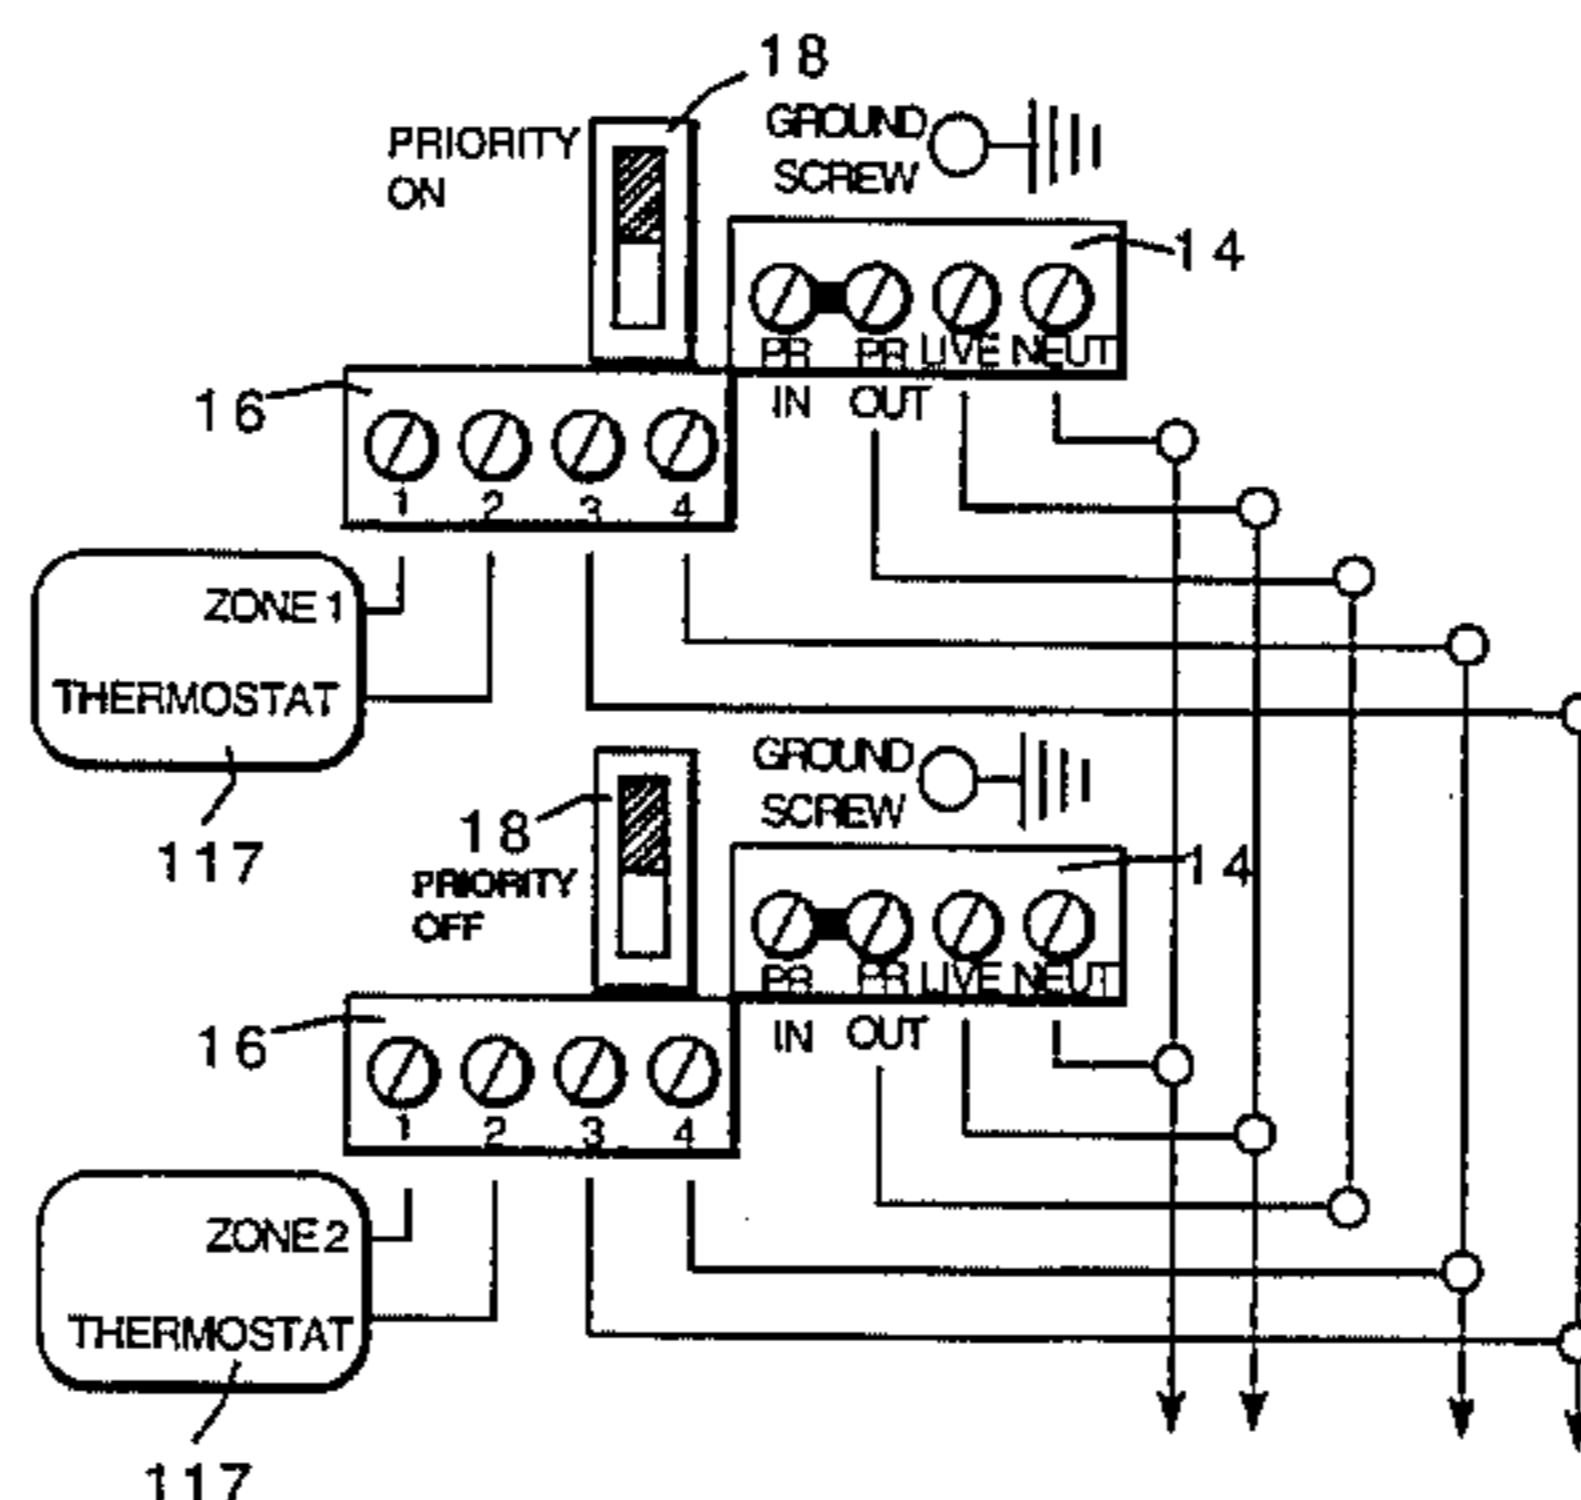 18
PRIORITY
ON
GROUND
SCREW
14
PR PR LIVE NEUT
IN OUT
16
1 2 3 4
ZONE 1
THERMOSTAT
117
GROUND
SCREW
18
PRIORITY
OFF
14
PR PR LIVE NEUT
IN OUT
16
1 2 3 4
ZONE 2
THERMOSTAT
117